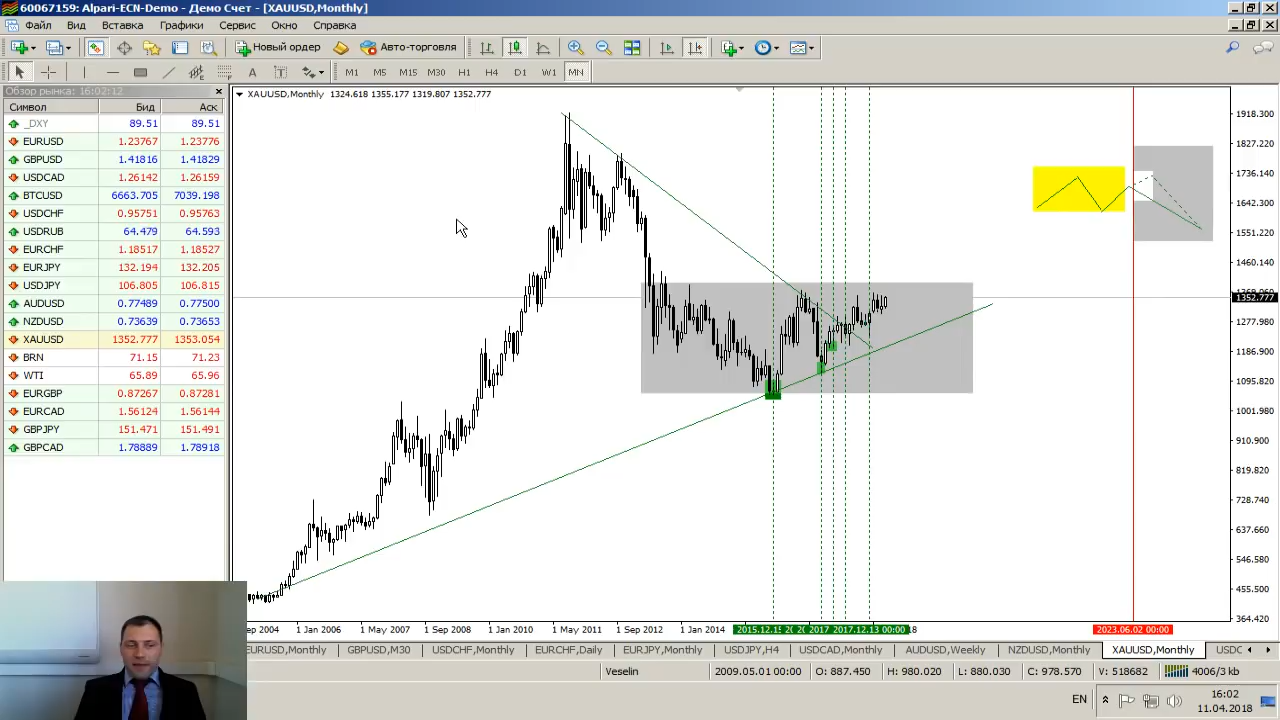 60067159: Alpari-ECN-Demo - Демо Счет - [XAUUSD,Monthly]
Файл Вид Вставка Графики Сервис Окно Справка
Новый ордер Авто-торговля
A T M1 M5 M15 M30 H1 H4 D1 W1 MN
Обзор рынка: 16:02:12
Символ Бид Аск
_DXY 89.51 89.51
EURUSD 1.23767 1.23776
GBPUSD 1.41816 1.41829
USDCAD 1.26142 1.26159
BTCUSD 6663.705 7039.198
USDCHF 0.95751 0.95763
USDRUB 64.479 64.593
EURCHF 1.18517 1.18527
EURJPY 132.194 132.205
USDJPY 106.805 106.815
AUDUSD 0.77489 0.77500
NZDUSD 0.73639 0.73653
XAUUSD 1352.777 1353.054
BRN 71.15 71.23
WTI 65.89 65.96
EURGBP 0.87267 0.87281
EURCAD 1.56124 1.56144
GBPJPY 151.471 151.491
GBPCAD 1.78889 1.78918
XAUUSD,Monthly 1324.618 1355.177 1319.807 1352.777
1918.300
1827.220
1736.140
1642.300
1551.220
1460.140
1352.777
1277.980
1186.900
1095.820
1001.980
910.900
819.820
728.740
637.660
546.580
455.500
364.420
ep 2004 1 Jan 2006 1 May 2007 1 Sep 2008 1 Jan 2010 1 May 2011 1 Sep 2012 1 Jan 2014 2015.12.15 20 2017 2017.12.13 00:00 18 2023.06.02 00:00
EURUSD,Monthly GBPUSD,M30 USDCHF,Monthly EURCHF,Daily EURJPY,Monthly USDJPY,H4 USDCAD,Monthly AUDUSD,Weekly NZDUSD,Monthly XAUUSD,Monthly USDC
Veselin 2009.05.01 00:00 O: 887.450 H: 980.020 L: 880.030 C: 978.570 V: 518682 4006/3 kb
EN 16:02
11.04.2018